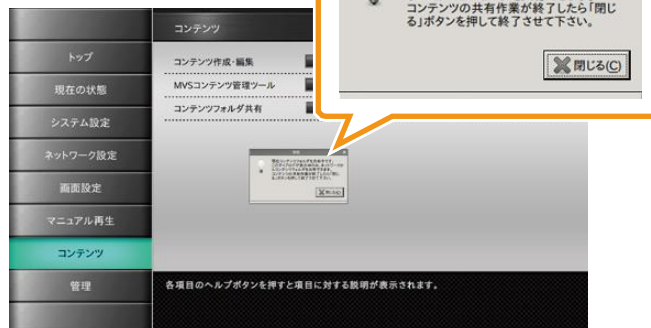 コンテンツの共有作業が終了したら「閉じ
る」ボタンを押して終了させて下さい。
閉じる(C)
コンテンツ
トップ
コンテンツ作成・編集
現在の状態
MVSコンテンツ管理ツール
コンテンツフォルダ共有
システム設定
ネットワーク設定
画面設定
マニュアル再生
コンテンツ
管理
各項目のヘルプボタンを押すと項目に対する説明が表示されます。